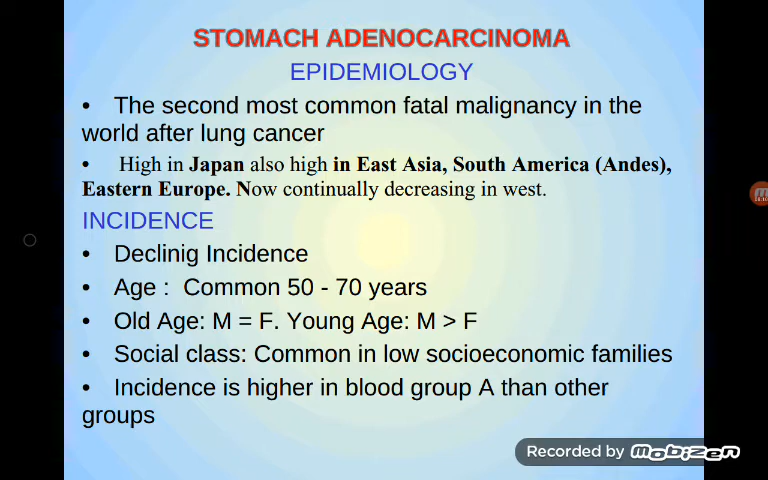 STOMACH ADENOCARCINOMA
EPIDEMIOLOGY
• The second most common fatal malignancy in the
world after lung cancer
• High in Japan also high in East Asia, South America (Andes),
Eastern Europe. Now continually decreasing in west.
INCIDENCE
• Declinig Incidence
• Age : Common 50 - 70 years
• Old Age: M = F. Young Age: M > F
• Social class: Common in low socioeconomic families
• Incidence is higher in blood group A than other
groups
Recorded by mobizen